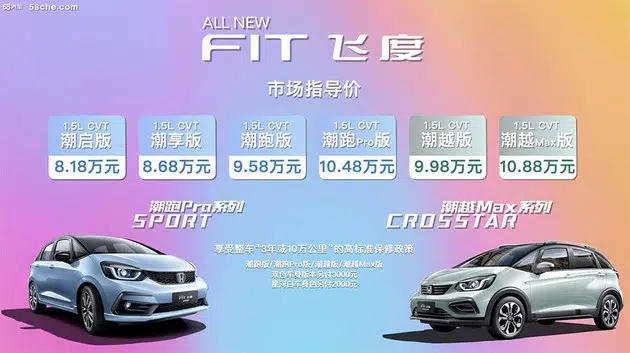 58汽车 58che.com
ALL NEW
FIT 飞度
市场指导价
1.5L CVT
潮启版
8.18万元
1.5L CVT
潮享版
8.68万元
1.5L CVT
潮跑版
9.58万元
1.5L CVT
潮跑Pro版
10.48万元
1.5L CVT
潮越版
9.98万元
1.5L CVT
潮越Max版
10.88万元
潮跑Pro系列
SPORT
潮越Max系列
CROSSTAR
享受整车“3年或10万公里”的高标准保修政策
潮跑版/潮跑Pro版/潮越版/潮越Max版
双色车身版本另付3000元
星河白车身色另付2000元